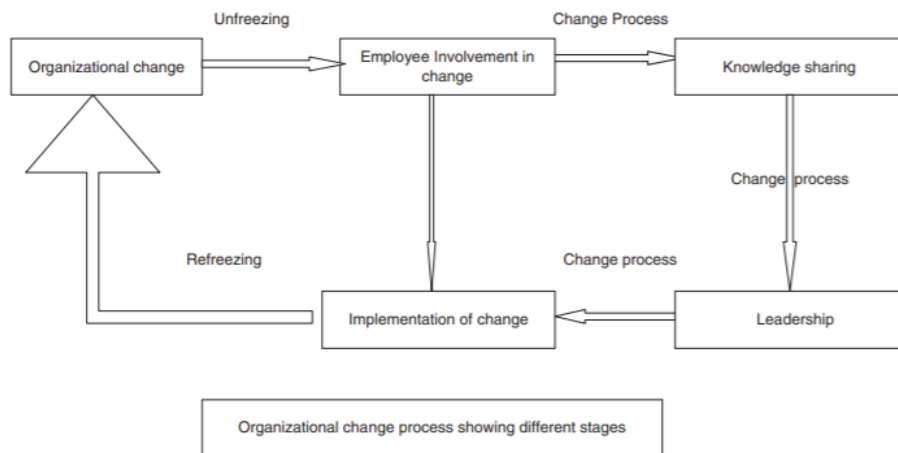 Unfreezing
Change Process
Organizational change
Employee Involvement in
change
Knowledge sharing
Change process
Refreezing
Change process
Implementation of change
Leadership
Organizational change process showing different stages